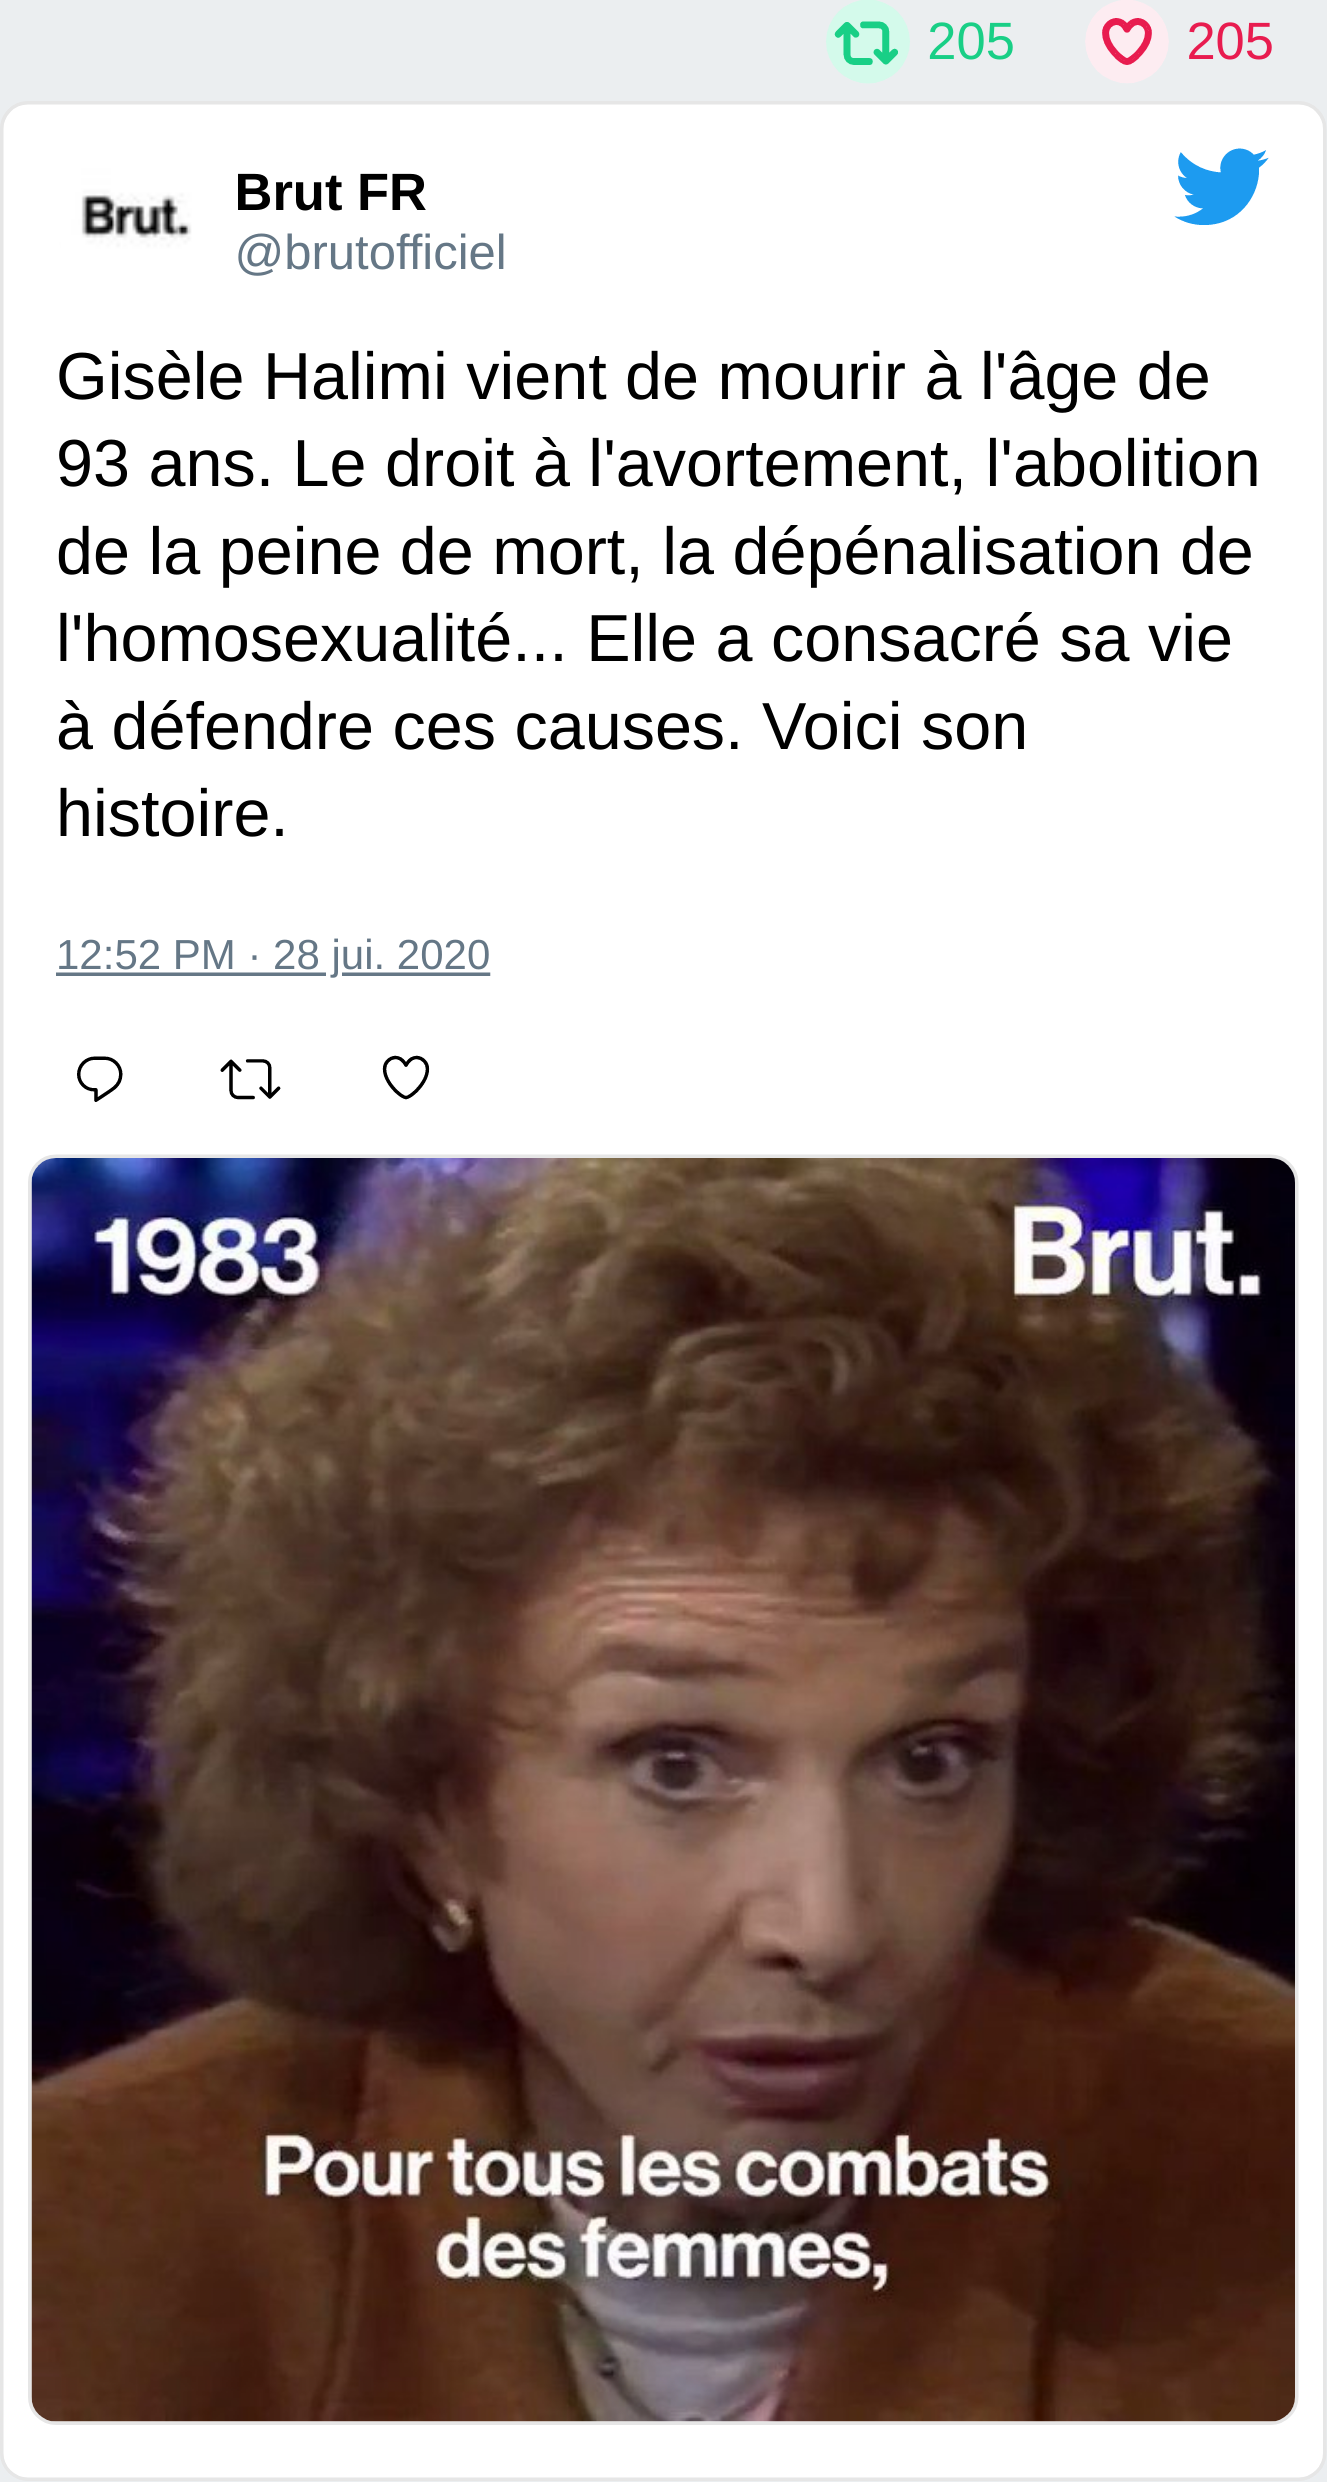 205 205
Brut.
Brut FR
@brutofficiel
Gisèle Halimi vient de mourir à l'âge de
93 ans. Le droit à l'avortement, l'abolition
de la peine de mort, la dépénalisation de
l'homosexualité... Elle a consacré sa vie
à défendre ces causes. Voici son
histoire.
12:52 PM · 28 jui. 2020
1983 Brut.
Pour tous les combats
des femmes,